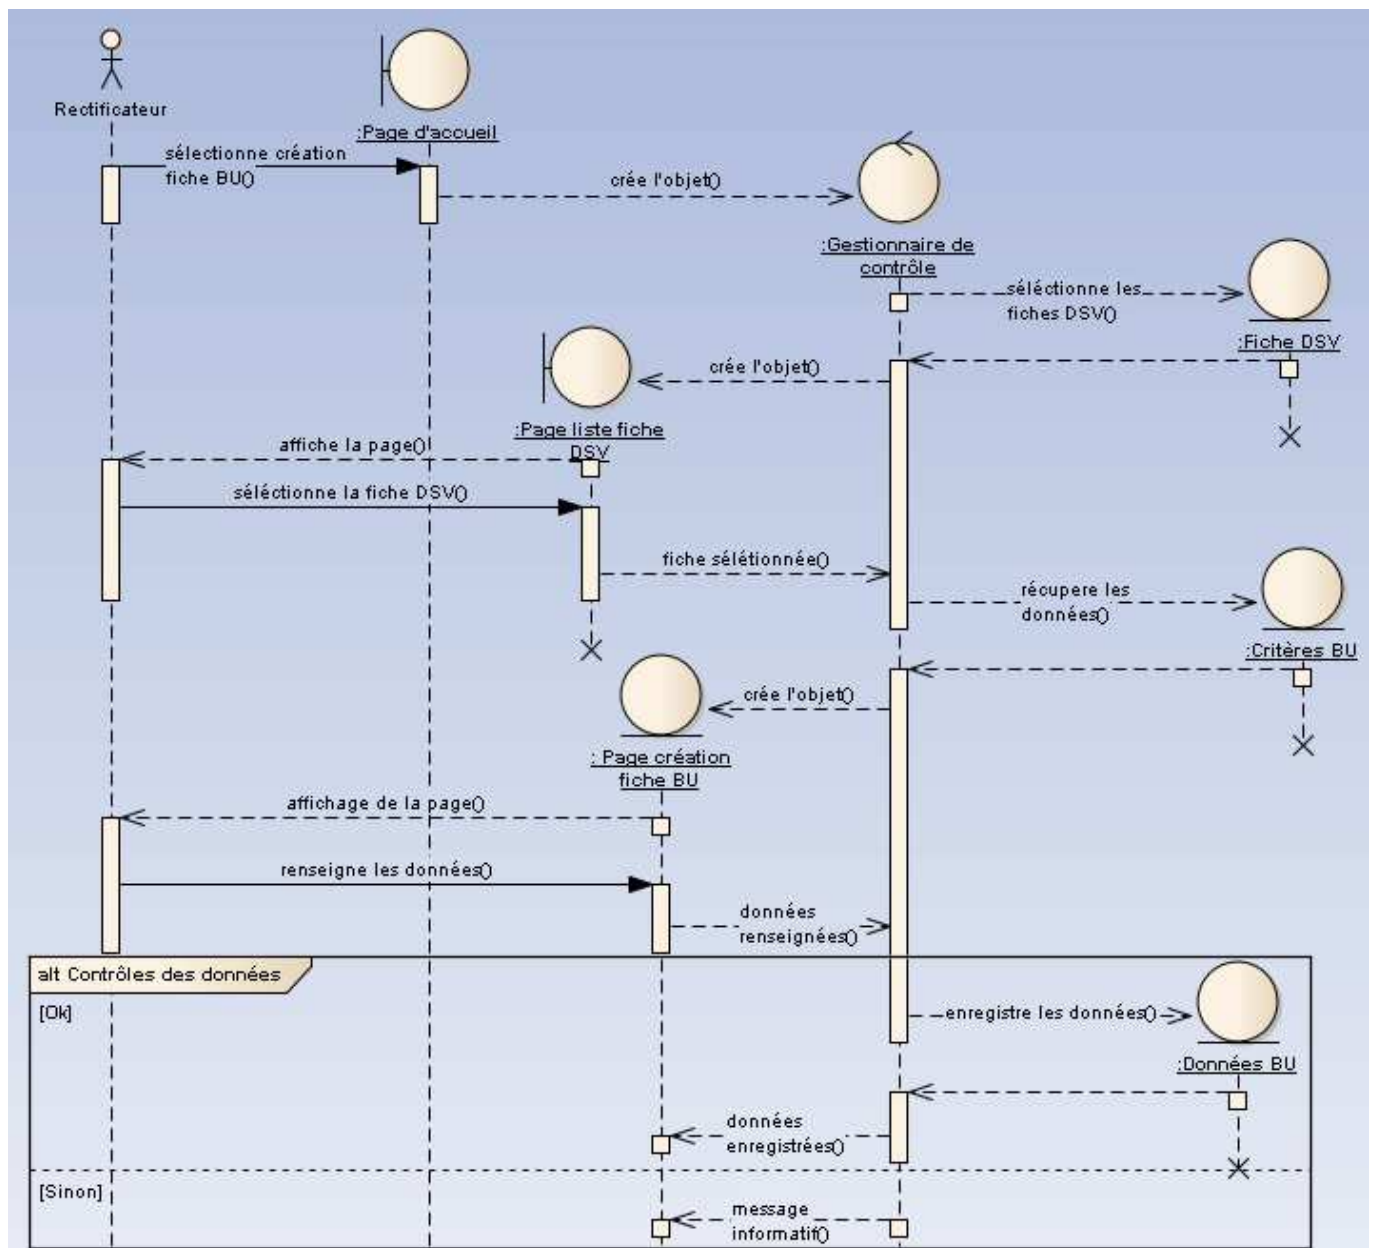 Rectificateur
:Page d'accueil
sélectionne création
fiche BU()
crée l'objet()
:Gestionnaire de
contrôle
séléctionne les
fiches DSV()
:Fiche DSV
crée l'objet()
:Page liste fiche
DSV
affiche la page()
séléctionne la fiche DSV()
fiche sélétionnée()
récupere les
données()
:Critères BU
crée l'objet()
: Page création
fiche BU
affichage de la page()
renseigne les données()
données
renseignées()
alt Contrôles des données
[Ok]
enregistre les données()
:Données BU
données
enregistrées()
[Sinon]
message
informatif()